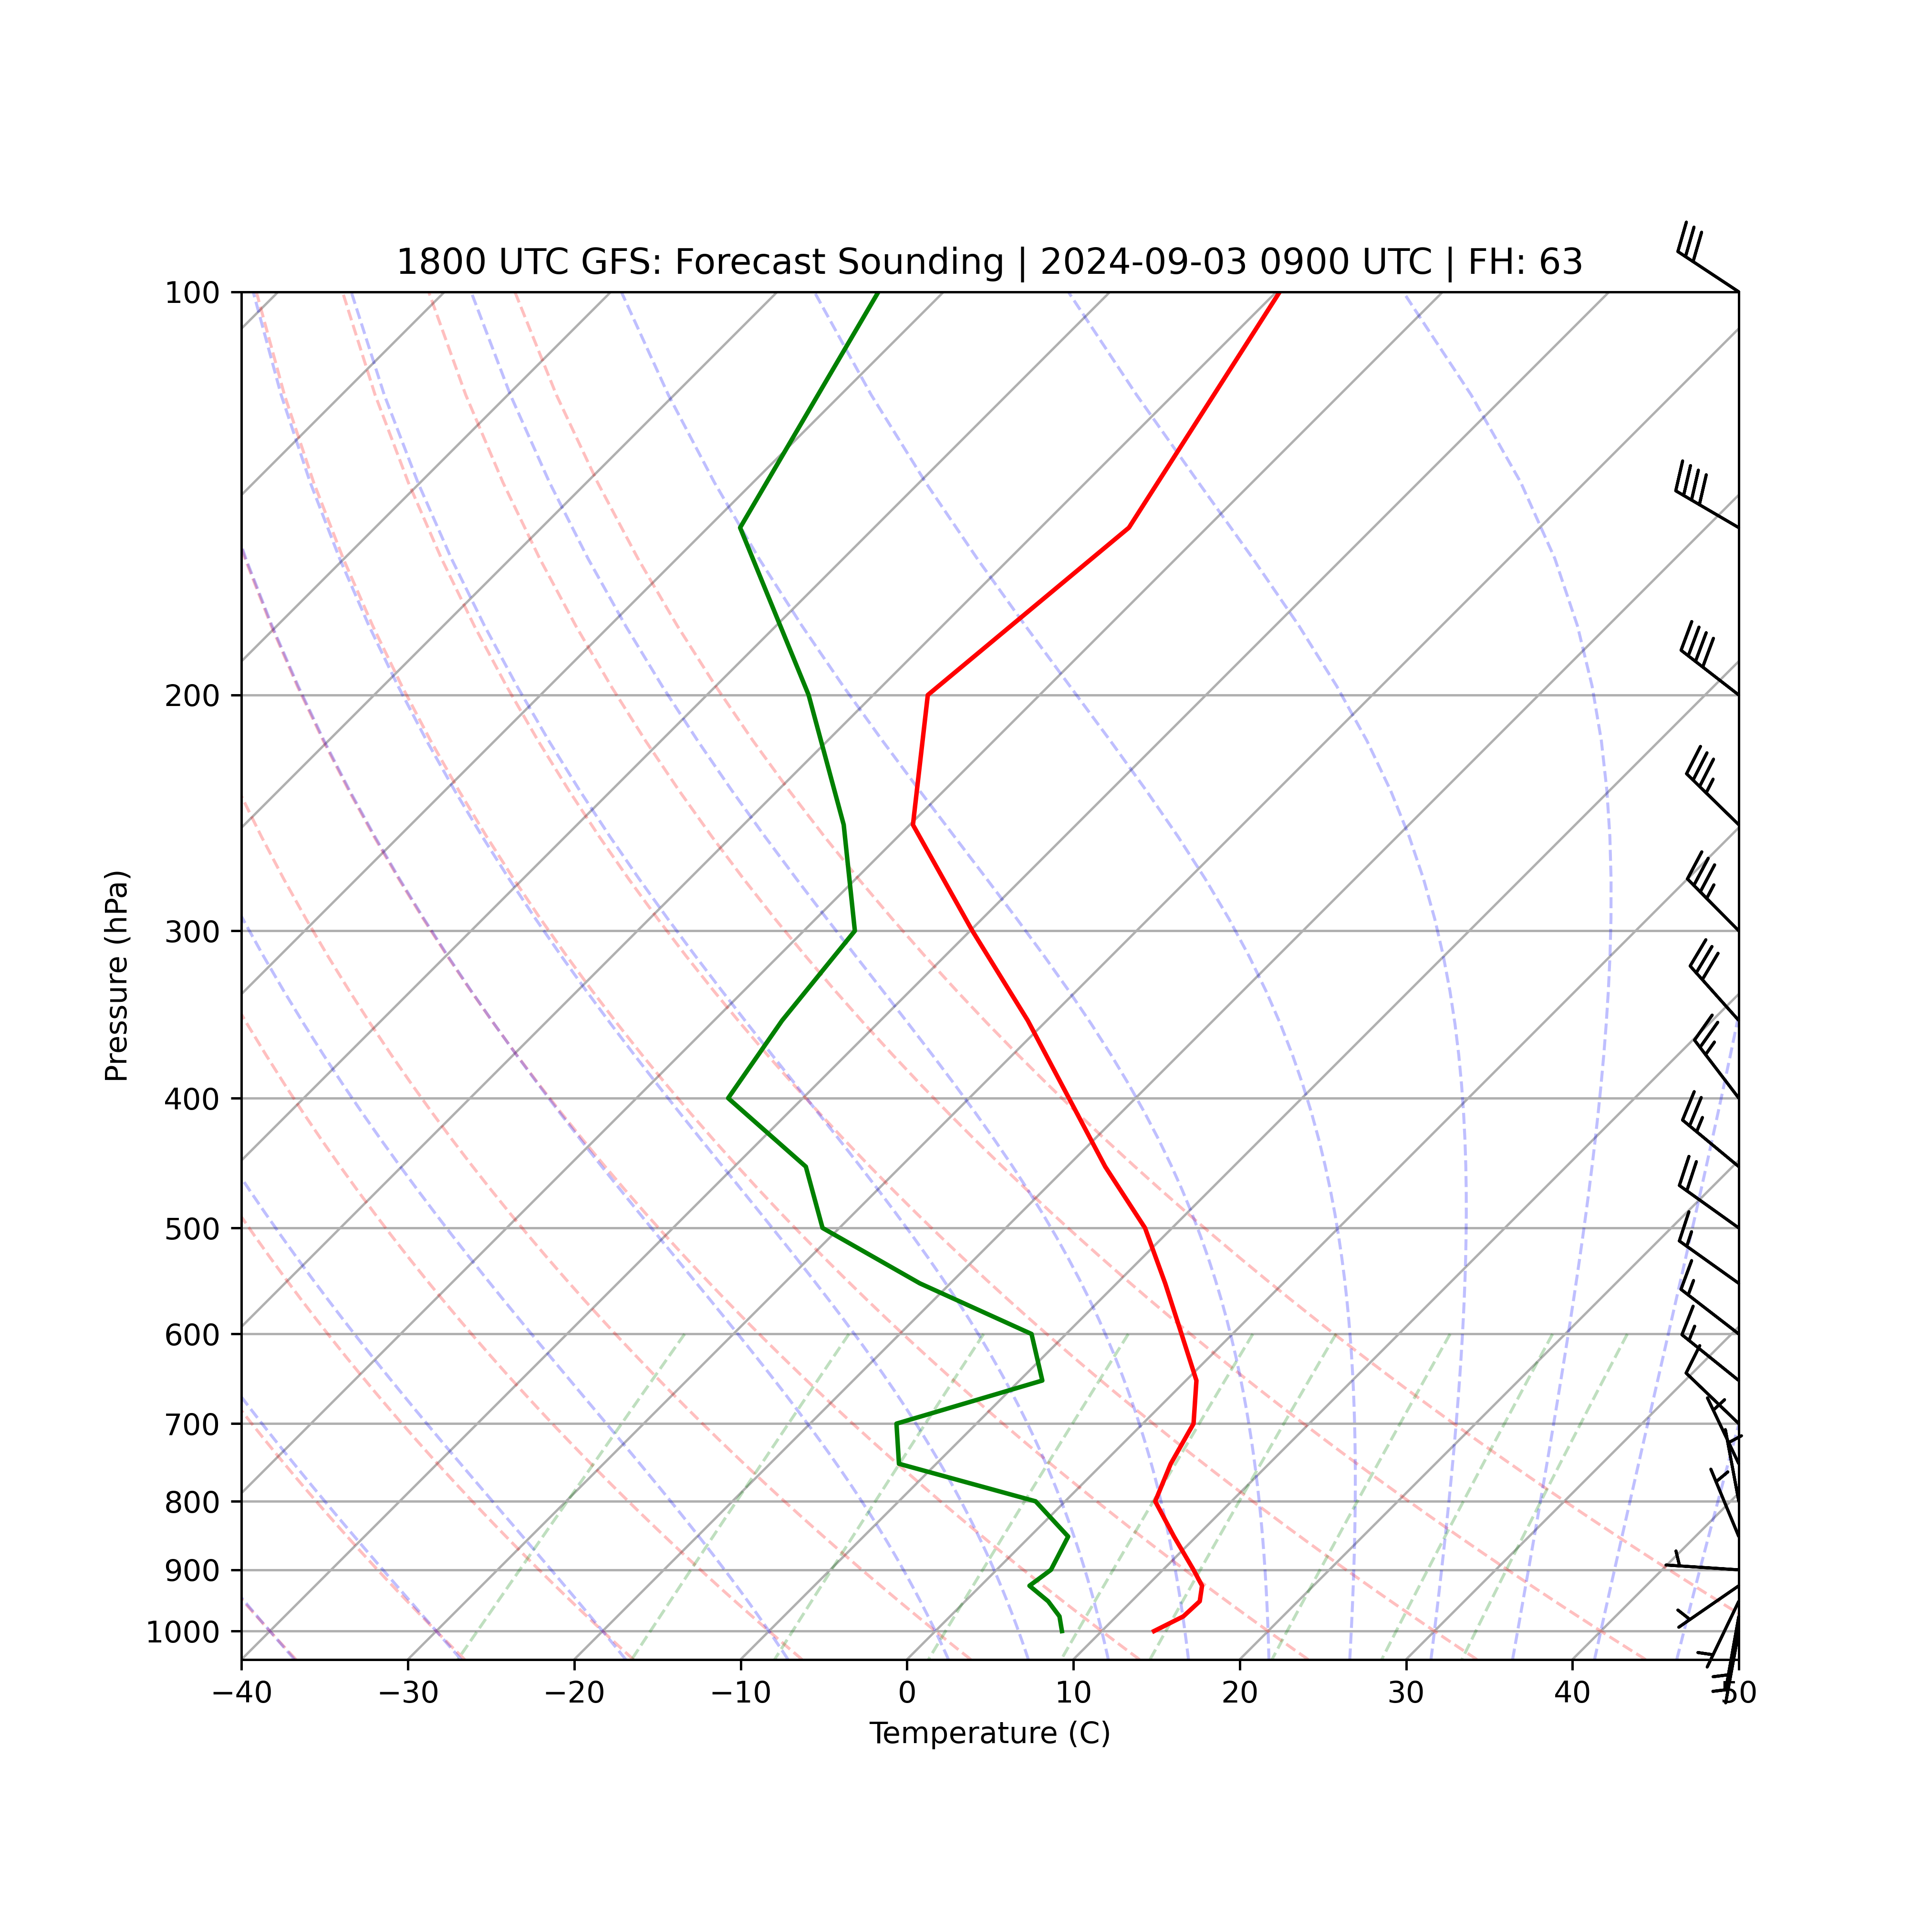 1800 UTC GFS: Forecast Sounding | 2024-09-03 0900 UTC | FH: 63
100
200
300
400
500
600
700
800
900
1000
Pressure (hPa)
−40 −30 −20 −10 0 10 20 30 40 50
Temperature (C)